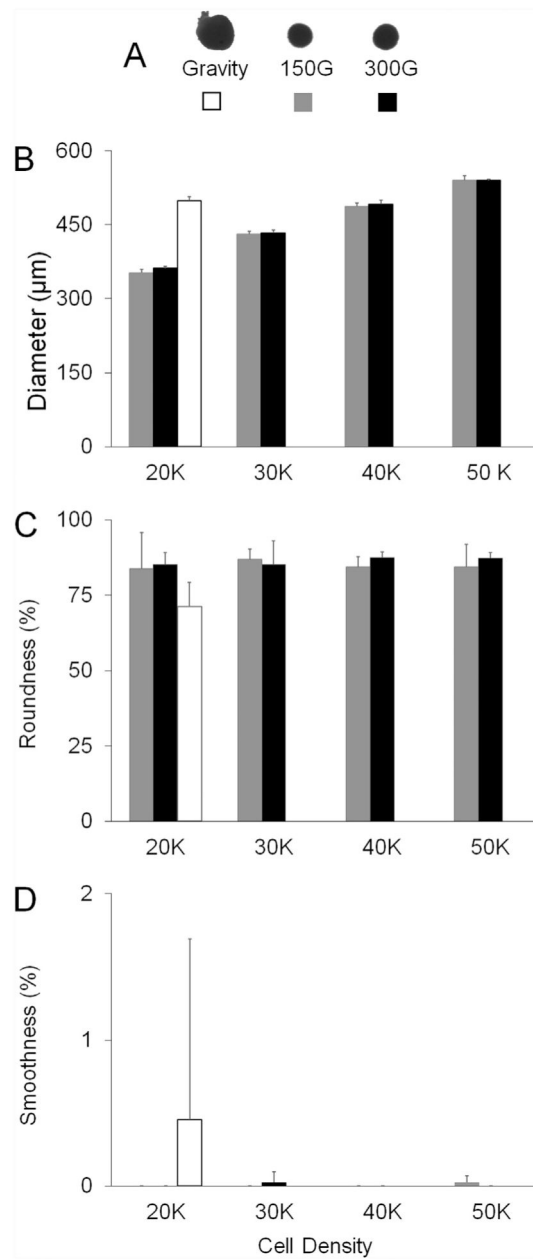 A
Gravity 150G 300G
B
600
450
300
150
0
Diameter (µm)
20K 30K 40K 50 K
C
100
75
50
25
0
Roundness (%)
20K 30K 40K 50K
D
2
1
0
Smoothness (%)
20K 30K 40K 50K
Cell Density